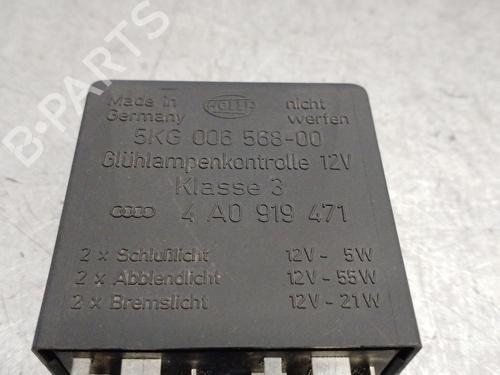 B-PARTS
Made in
Germany
HELLA
nicht
werfen
5KG 006 568-00
Glühlampenkontrolle 12V
Klasse 3
4 A0 919 471
2 x Schlußlicht 12V - 5W
2 x Abblendlicht 12V - 55W
2 x Bremslicht 12V - 21W